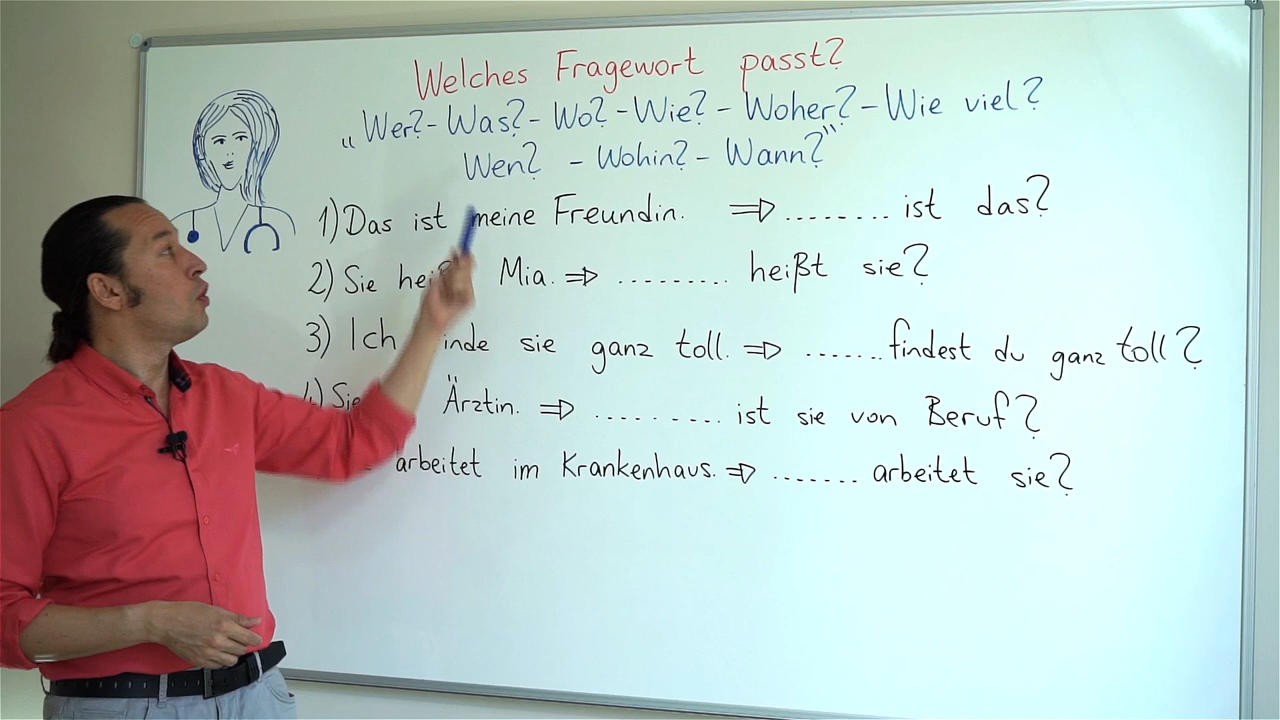 Welches Fragewort passt?
„Wer? - Was? - Wo? - Wie? - Woher? - Wie viel?
Wen? - Wohin? - Wann?“
1) Das ist meine Freundin. ⇒ ........ ist das?
2) Sie heiß Mia. ⇒ ......... heißt sie?
3) Ich inde sie ganz toll. ⇒ ....... findest du ganz toll?
4) Sie Ärztin. ⇒ ......... ist sie von Beruf?
arbeitet im Krankenhaus. ⇒ ....... arbeitet sie?